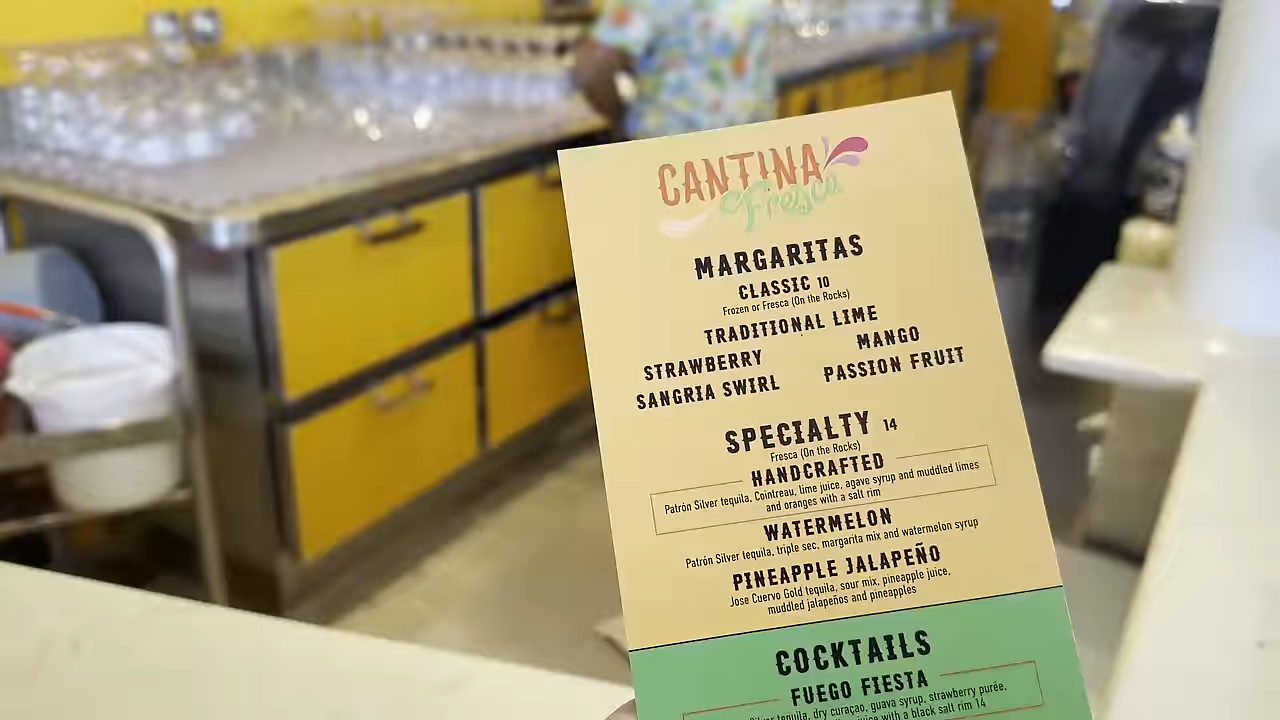 CANTINA
Fresca
MARGARITAS
CLASSIC 10
Frozen or Fresca (On the Rocks)
TRADITIONAL LIME
STRAWBERRY MANGO
SANGRIA SWIRL PASSION FRUIT
SPECIALTY 14
Fresca (On the Rocks)
HANDCRAFTED
Patrón Silver tequila, Cointreau, lime juice, agave syrup and muddled limes
and oranges with a salt rim
WATERMELON
Patrón Silver tequila, triple sec, margarita mix and watermelon syrup
PINEAPPLE JALAPEÑO
Jose Cuervo Gold tequila, sour mix, pineapple juice,
muddled jalapeños and pineapples
COCKTAILS
FUEGO FIESTA
Silver tequila, dry curaçao, guava syrup, strawberry purée,
juice with a black salt rim 14